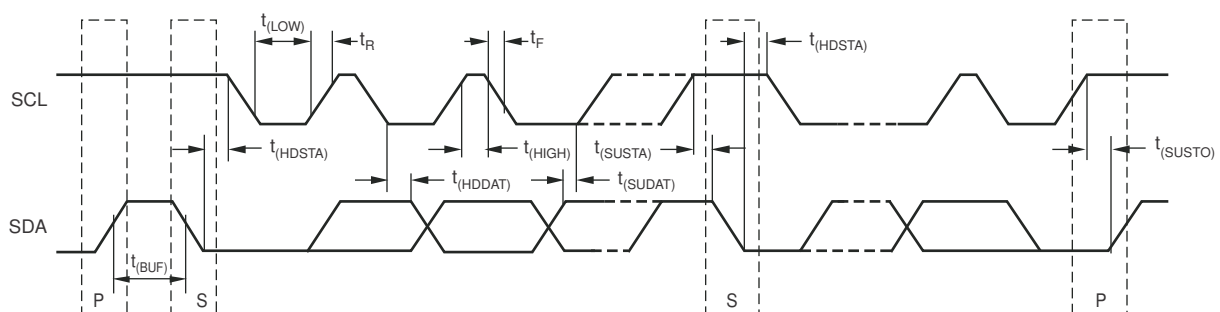 t(LOW)
tR
tF
t(HDSTA)
SCL
t(HDSTA)
t(HIGH)
t(SUSTA)
t(SUSTO)
t(HDDAT)
t(SUDAT)
SDA
t(BUF)
P
S
S
P